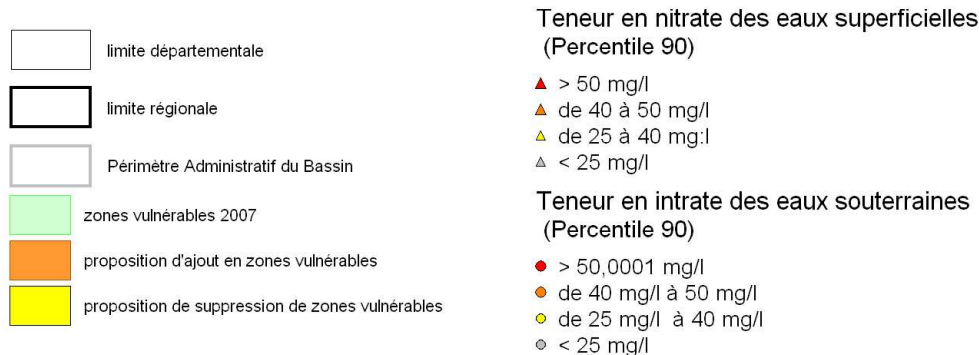 limite départementale
limite régionale
Périmètre Administratif du Bassin
zones vulnérables 2007
proposition d'ajout en zones vulnérables
proposition de suppression de zones vulnérables
Teneur en nitrate des eaux superficielles
(Percentile 90)
> 50 mg/l
de 40 à 50 mg/l
de 25 à 40 mg:l
< 25 mg/l
Teneur en intrate des eaux souterraines
(Percentile 90)
> 50,0001 mg/l
de 40 mg/l à 50 mg/l
de 25 mg/l à 40 mg/l
< 25 mg/l